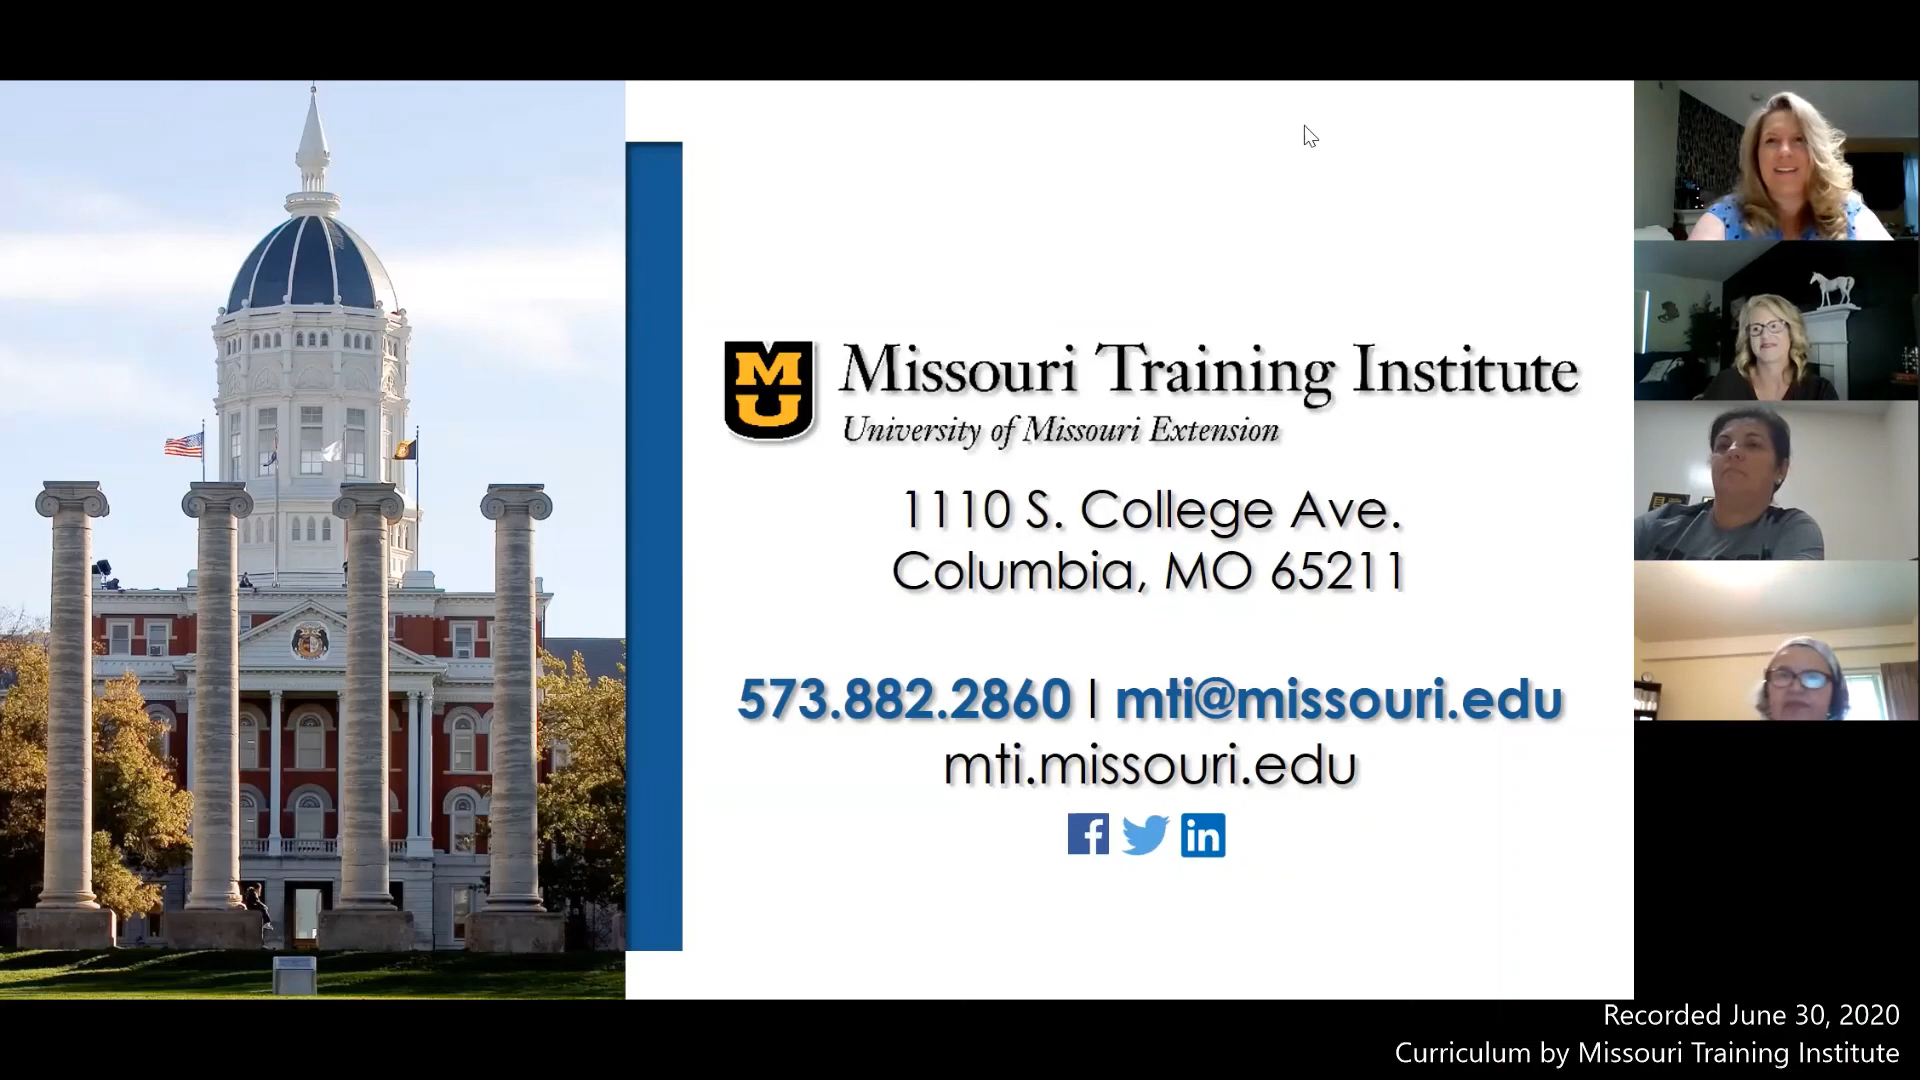 MU
Missouri Training Institute
University of Missouri Extension
1110 S. College Ave.
Columbia, MO 65211
573.882.2860 | mti@missouri.edu
mti.missouri.edu
f in
Recorded June 30, 2020
Curriculum by Missouri Training Institute